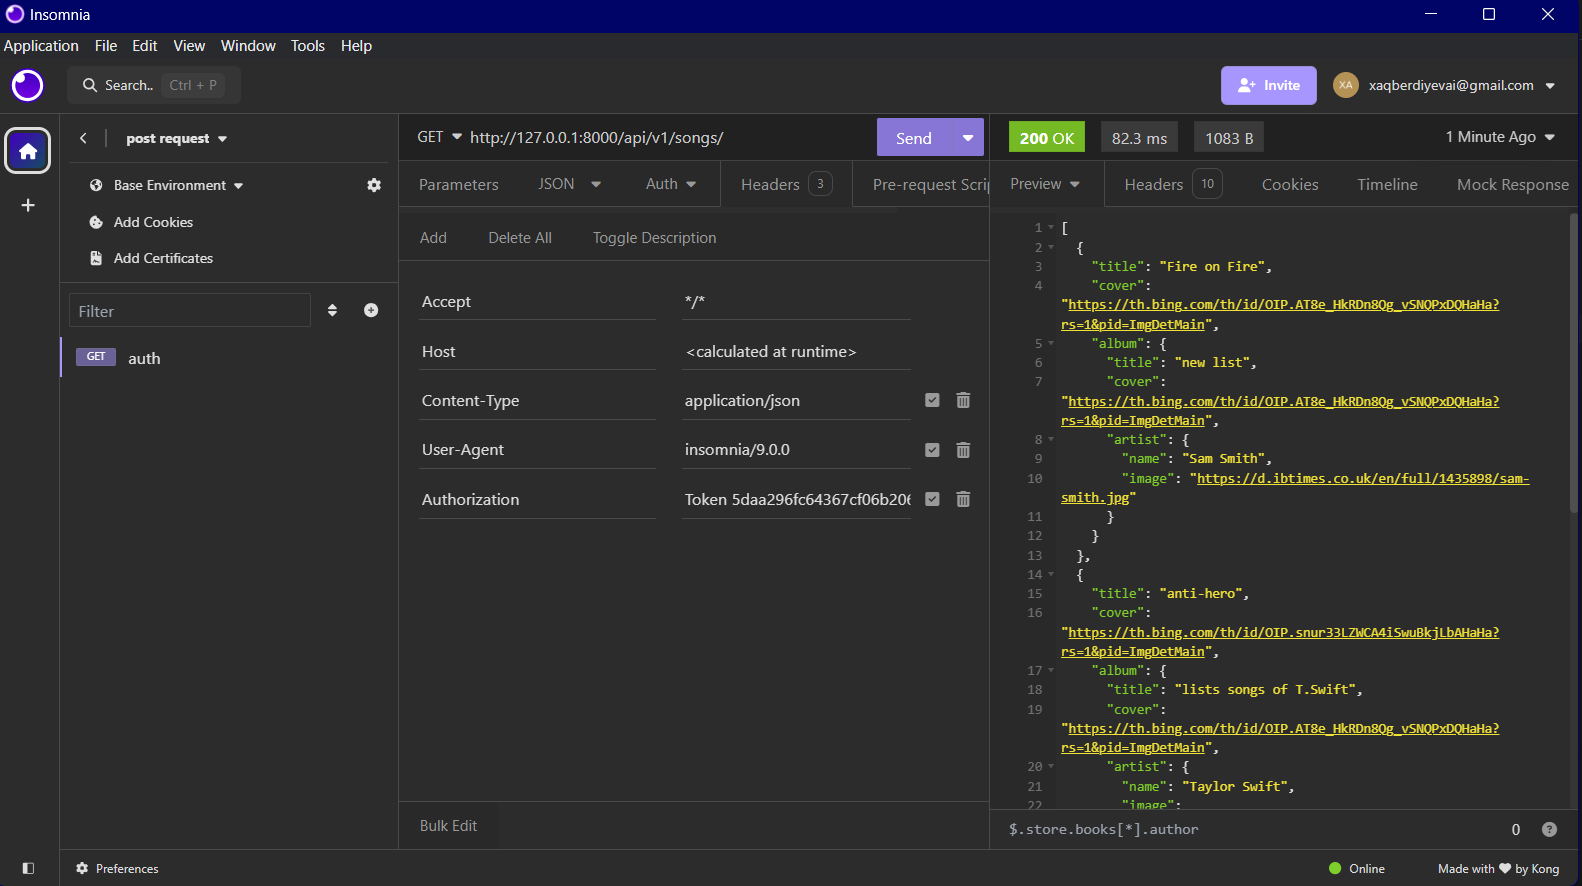 Insomnia
Application File Edit View Window Tools Help
Search.. Ctrl + P
Invite
XA xaqberdiyevai@gmail.com
post request
Base Environment
Add Cookies
Add Certificates
Filter
GET auth
GET http://127.0.0.1:8000/api/v1/songs/ Send
Parameters JSON Auth Headers 3 Pre-request Scrip
Add Delete All Toggle Description
Accept */*
Host <calculated at runtime>
Content-Type application/json
User-Agent insomnia/9.0.0
Authorization Token 5daa296fc64367cf06b206
Bulk Edit
200 OK 82.3 ms 1083 B 1 Minute Ago
Preview Headers 10 Cookies Timeline Mock Response
1 [
2 {
3 "title": "Fire on Fire",
4 "cover":
"https://th.bing.com/th/id/OIP.AT8e_HkRDn8Qg_vSNQPxDQHaHa?
rs=1&pid=ImgDetMain",
5 "album": {
6 "title": "new list",
7 "cover":
"https://th.bing.com/th/id/OIP.AT8e_HkRDn8Qg_vSNQPxDQHaHa?
rs=1&pid=ImgDetMain",
8 "artist": {
9 "name": "Sam Smith",
10 "image": "https://d.ibtimes.co.uk/en/full/1435898/sam-
smith.jpg"
11 }
12 }
13 },
14 {
15 "title": "anti-hero",
16 "cover":
"https://th.bing.com/th/id/OIP.snur33LZWCA4iSwuBkjLbAHaHa?
rs=1&pid=ImgDetMain",
17 "album": {
18 "title": "lists songs of T.Swift",
19 "cover":
"https://th.bing.com/th/id/OIP.AT8e_HkRDn8Qg_vSNQPxDQHaHa?
rs=1&pid=ImgDetMain",
20 "artist": {
21 "name": "Taylor Swift",
22 "image":
$.store.books[*].author 0 ?
Preferences
Online Made with ♥ by Kong